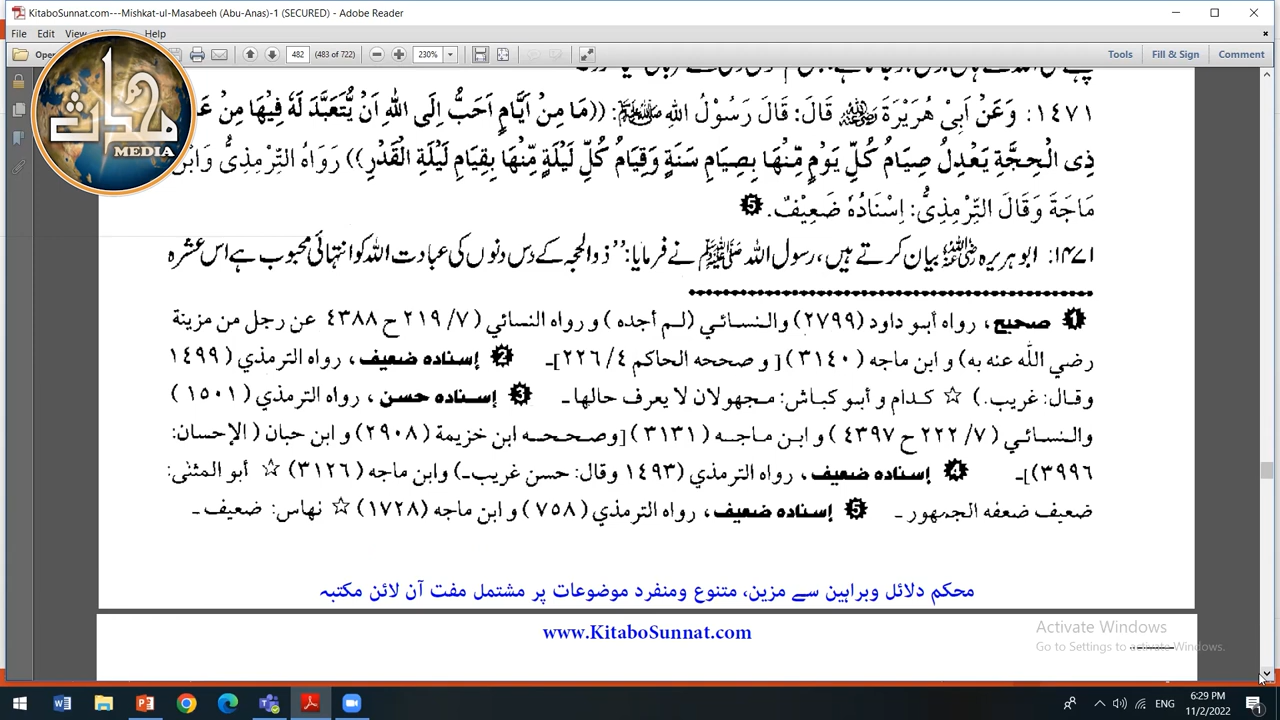 KitaboSunnat.com---Mishkat-ul-Masabeeh (Abu-Anas)-1 (SECURED) - Adobe Reader
File Edit View Help
Open 482 (483 of 722) 230% Tools Fill & Sign Comment
محدث
MEDIA
١٤٧١: وَعَنْ اَبِیْ هُرَيْرَةَ ﷜ قَالَ: قَالَ رَسُوْلُ اللهِ ﷺ: ((مَا مِنْ اَيَّامٍ اَحَبُّ اِلَی اللهِ اَنْ يُّتَعَبَّدَ لَهٗ فِيْهَا مِنْ
ذِی الْحِجَّةِ يَعْدِلُ صِيَامُ كُلِّ يَوْمٍ مِّنْهَا بِصِيَامِ سَنَةٍ وَقِيَامُ كُلِّ لَيْلَةٍ مِّنْهَا بِقِيَامِ لَيْلَةِ الْقَدْرِ)) رَوَاهُ التِّرْمِذِیُّ وَابْن
مَاجَةَ وَقَالَ التِّرْمِذِیُّ: اِسْنَادُهٗ ضَعِيْفٌ. ❺
۱۴۷۱: ابو ہریرہ ﷜ بیان کرتے ہیں، رسول اللہ ﷺ نے فرمایا: ’’ذوالحجہ کے دس دنوں کی عبادت اللہ کو انتہائی محبوب ہے اس عشرہ
❶ صحيح، رواه أبو داود (٢٧٩٩) والنسائي (لم أجده) و رواه النسائي (٧/ ٢١٩ ح ٤٣٨٨ عن رجل من مزينة
رضي الله عنه به) و ابن ماجه (٣١٤٠) [و صححه الحاكم ٤/ ٢٢٦]۔ ❷ إسناده ضعيف، رواه الترمذي (١٤٩٩
وقال: غريب.) ☆ كدام و أبو كباش: مجهولان لا يعرف حالها۔ ❸ إسناده حسن، رواه الترمذي (١٥٠١)
والنسائي (٧/ ٢٢٢ ح ٤٣٩٧) و ابن ماجه (٣١٣١) [وصححه ابن خزيمة (٢٩٠٨) و ابن حبان (الإحسان:
٣٩٩٦)]۔ ❹ إسناده ضعيف، رواه الترمذي (١٤٩٣ وقال: حسن غريب۔) وابن ماجه (٣١٢٦) ☆ أبو المثنى:
ضعيف ضعفه الجمهور۔ ❺ إسناده ضعيف، رواه الترمذي (٧٥٨) و ابن ماجه (١٧٢٨) ☆ نهاس: ضعيف۔
محکم دلائل وبراہین سے مزین، متنوع ومنفرد موضوعات پر مشتمل مفت آن لائن مکتبہ
www.KitaboSunnat.com
Activate Windows
Go to Settings to activate Windows.
ENG
6:29 PM
11/2/2022
1